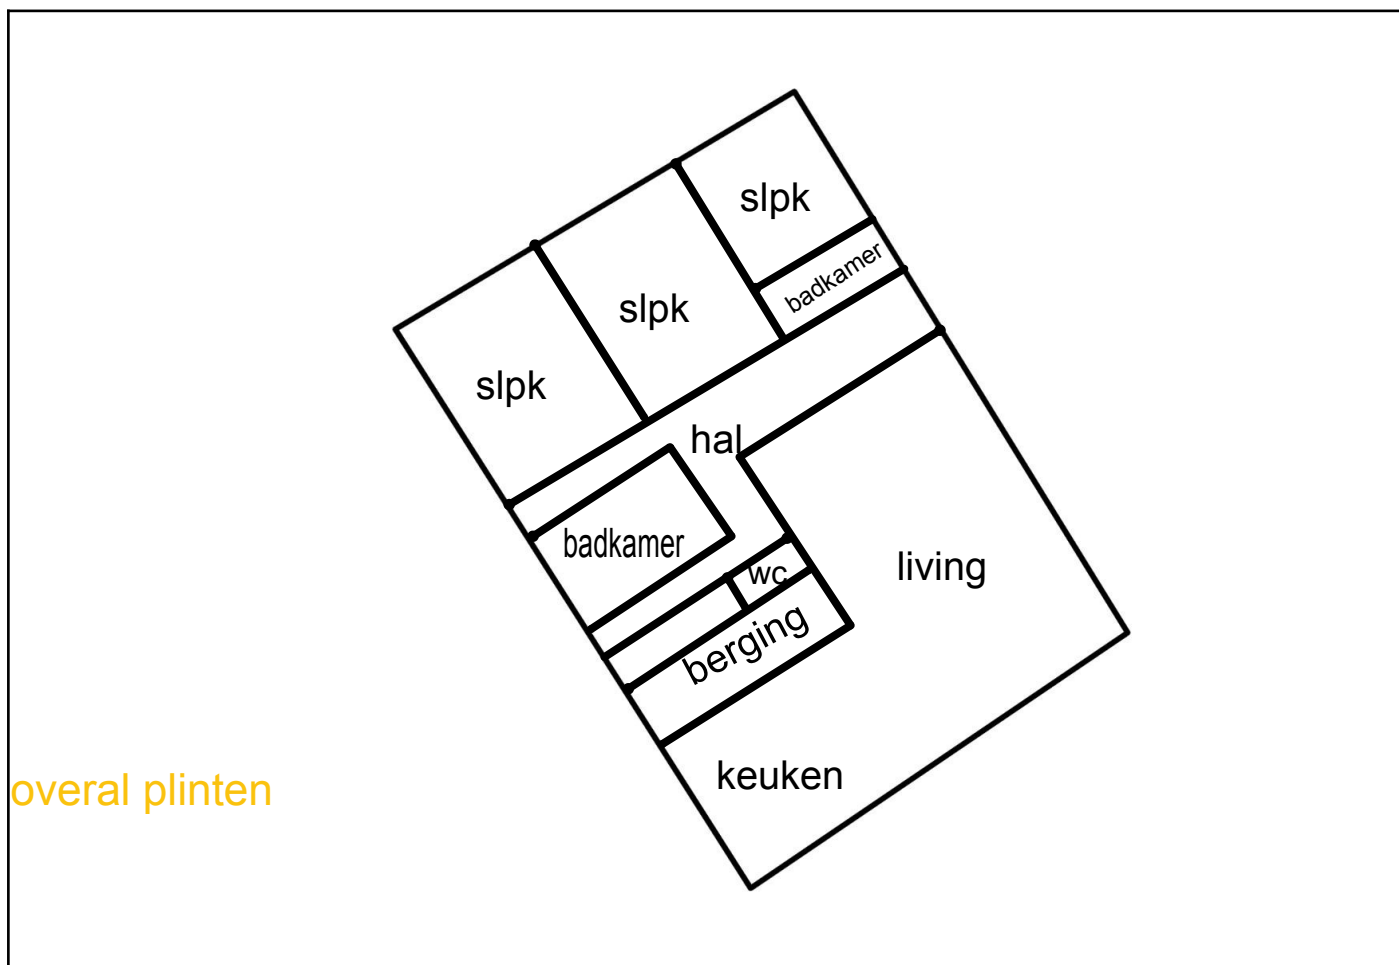 slpk
badkamer
slpk
slpk
hal
badkamer
wc
living
berging
keuken
overal plinten